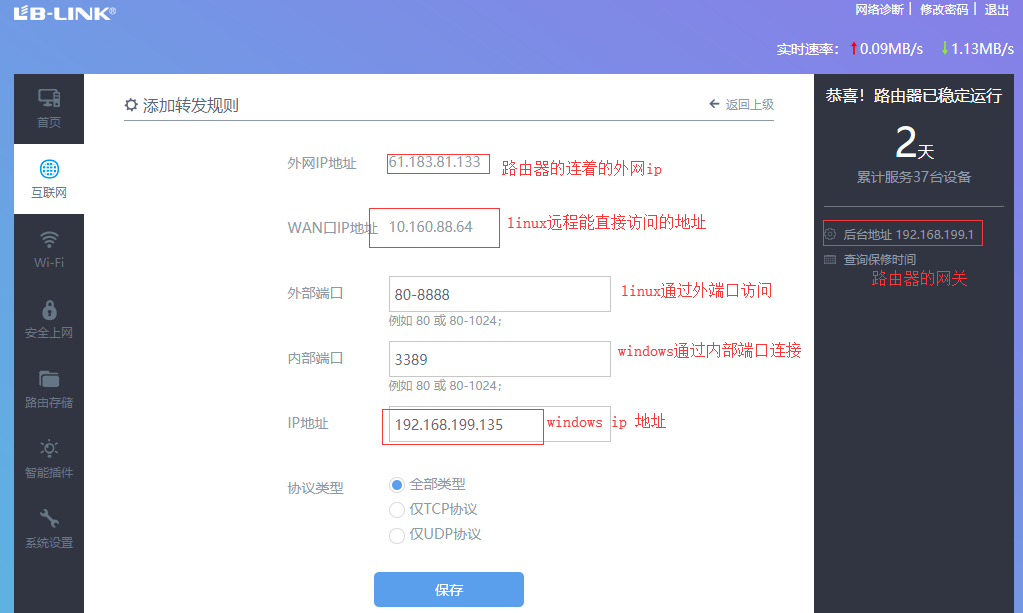 LB-LINK®
网络诊断 | 修改密码 | 退出
实时速率： ↑0.09MB/s ↓1.13MB/s
首页
互联网
Wi-Fi
安全上网
路由存储
智能插件
系统设置
添加转发规则
← 返回上级
外网IP地址 61.183.81.133 路由器的连着的外网ip
WAN口IP地址 10.160.88.64 linux远程能直接访问的地址
外部端口 80-8888 linux通过外端口访问
例如 80 或 80-1024；
内部端口 3389 windows通过内部端口连接
例如 80 或 80-1024；
IP地址 192.168.199.135 windows ip 地址
协议类型 全部类型
仅TCP协议
仅UDP协议
保存
恭喜！路由器已稳定运行
2天
累计服务37台设备
后台地址 192.168.199.1
查询保修时间
路由器的网关